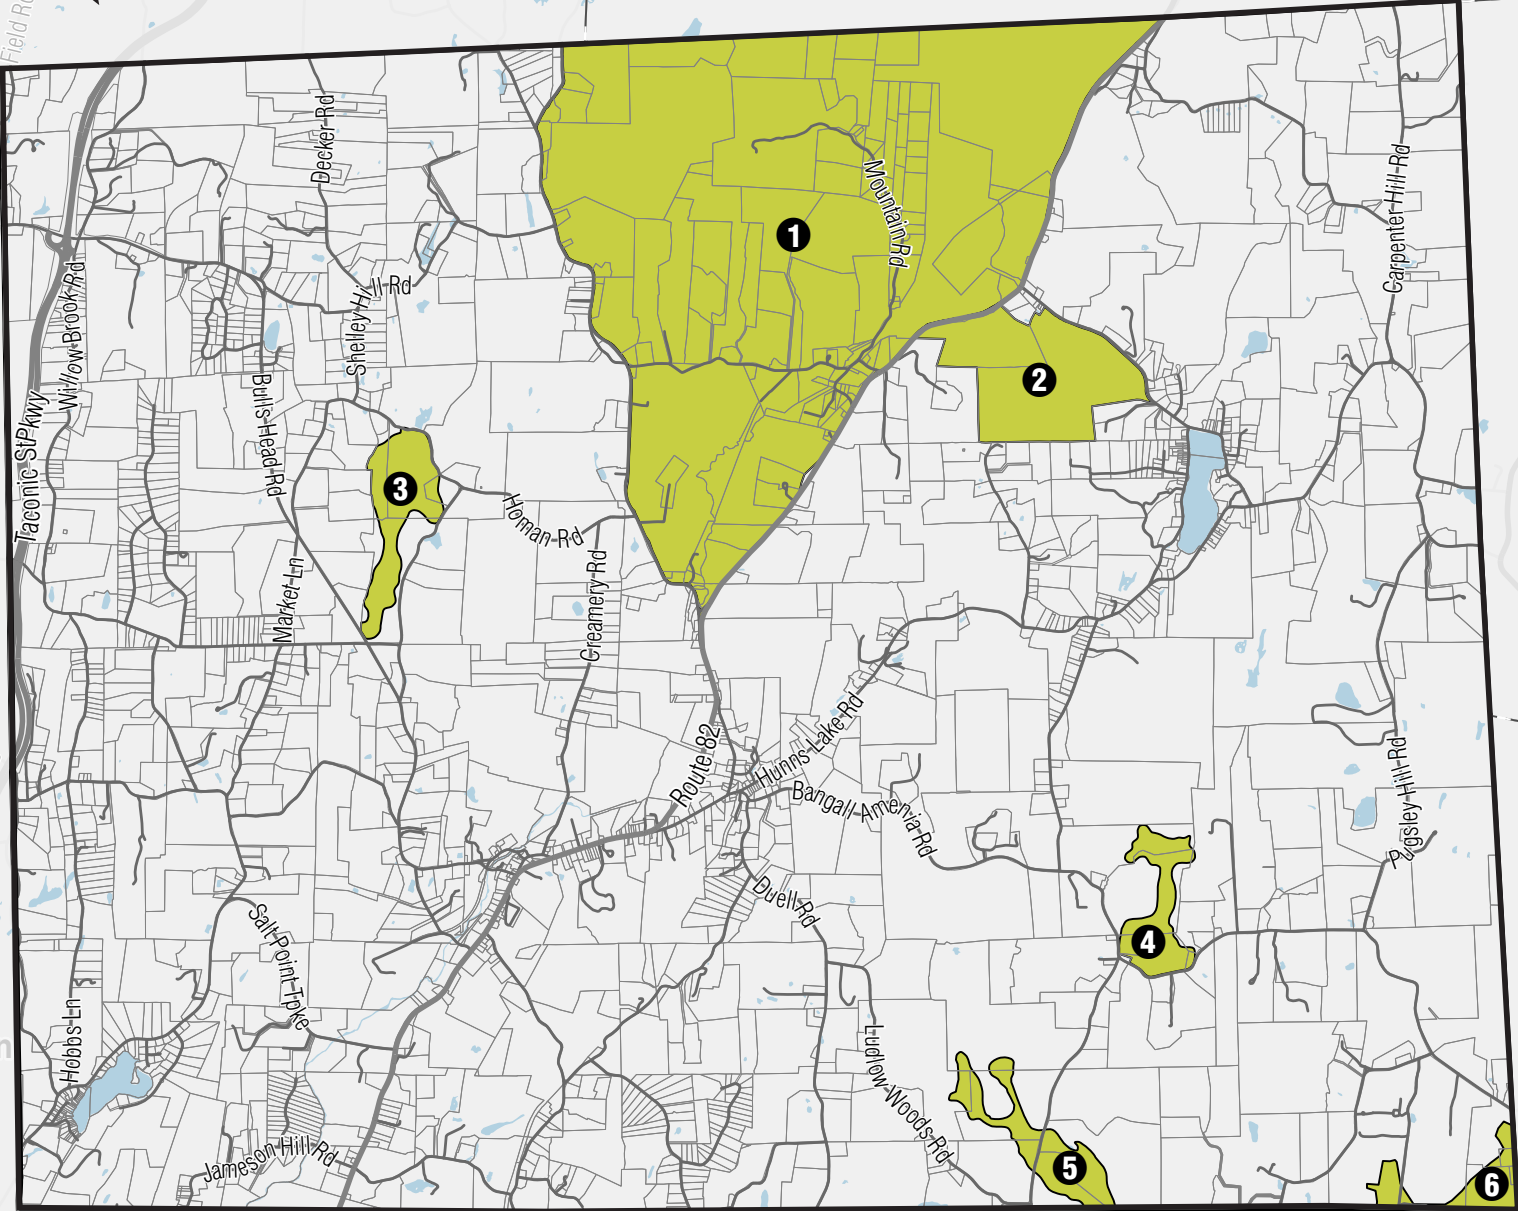 Field Rd
Decker Rd
Mountain Rd
Carpenter Hill Rd
1
Willow Brook Rd
Shelley Hill Rd
2
Bulls Head Rd
Taconic St Pkwy
3
Homan Rd
Market Ln
Creamery Rd
Route 82
Hunns Lake Rd
Bangall Amenia Rd
Pugsley Hill Rd
Duell Rd
Salt Point Tpke
4
Hobbs Ln
Ludlow Woods Rd
Jameson Hill Rd
5
6